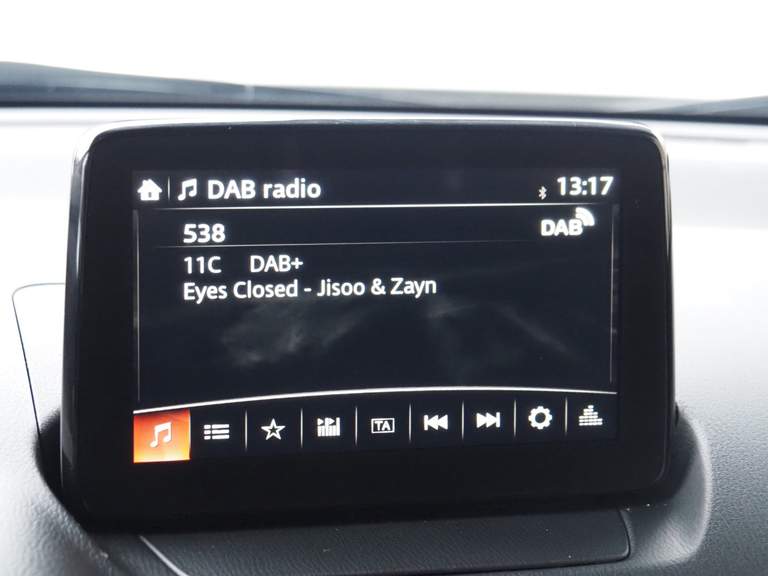 DAB radio 13:17
538 DAB
11C DAB+
Eyes Closed - Jisoo & Zayn
TA